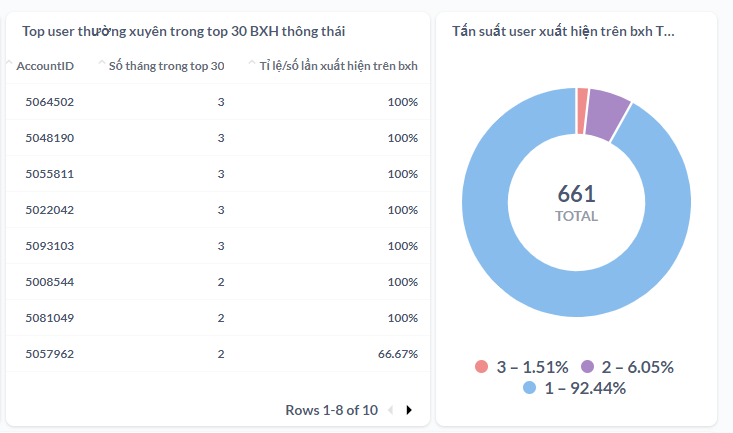 Top user thường xuyên trong top 30 BXH thông thái
AccountID Số tháng trong top 30 Tỉ lệ/số lần xuất hiện trên bxh
5064502 3 100%
5048190 3 100%
5055811 3 100%
5022042 3 100%
5093103 3 100%
5008544 2 100%
5081049 2 100%
5057962 2 66.67%
Rows 1-8 of 10
Tấn suất user xuất hiện trên bxh T...
661
TOTAL
3 – 1.51% 2 – 6.05%
1 – 92.44%